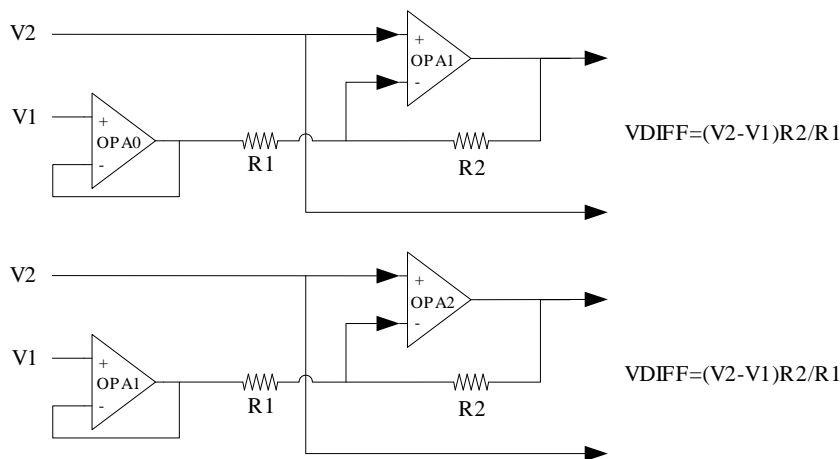 V2
+
OPA1
-
V1
+
OPA0
-
R1
R2
VDIFF=(V2-V1)R2/R1
V2
+
OPA2
-
V1
+
OPA1
-
R1
R2
VDIFF=(V2-V1)R2/R1